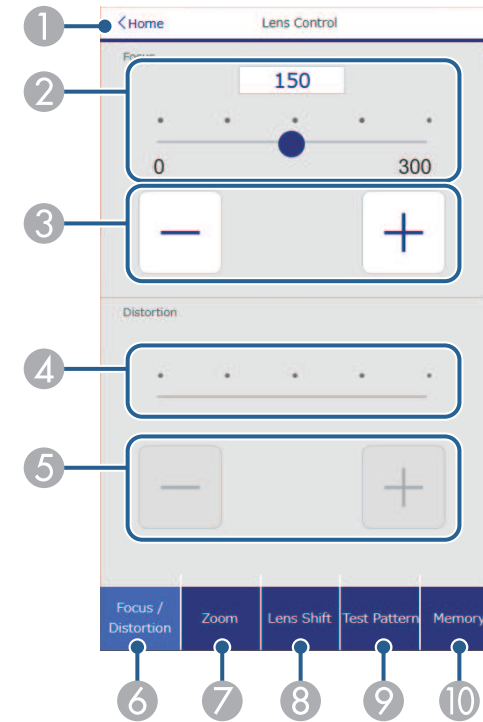 1
<Home Lens Control
Focus
2
150
0 300
3
Distortion
4
5
Focus /
Distortion
Zoom
Lens Shift
Test Pattern
Memory
6 7 8 9 10